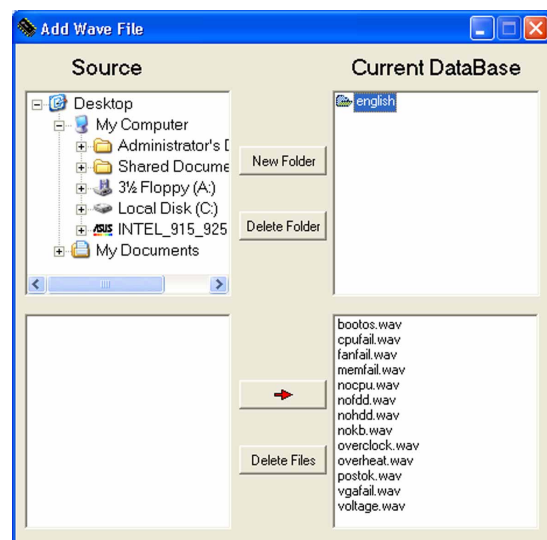 Add Wave File
Source
Current DataBase
Desktop
My Computer
Administrator's D
Shared Docume
3½ Floppy (A:)
Local Disk (C:)
INTEL_915_925
My Documents
New Folder
Delete Folder
english
Delete Files
bootos.wav
cpufail.wav
fanfail.wav
memfail.wav
nocpu.wav
nofdd.wav
nohdd.wav
nokb.wav
overclock.wav
overheat.wav
postok.wav
vgafail.wav
voltage.wav